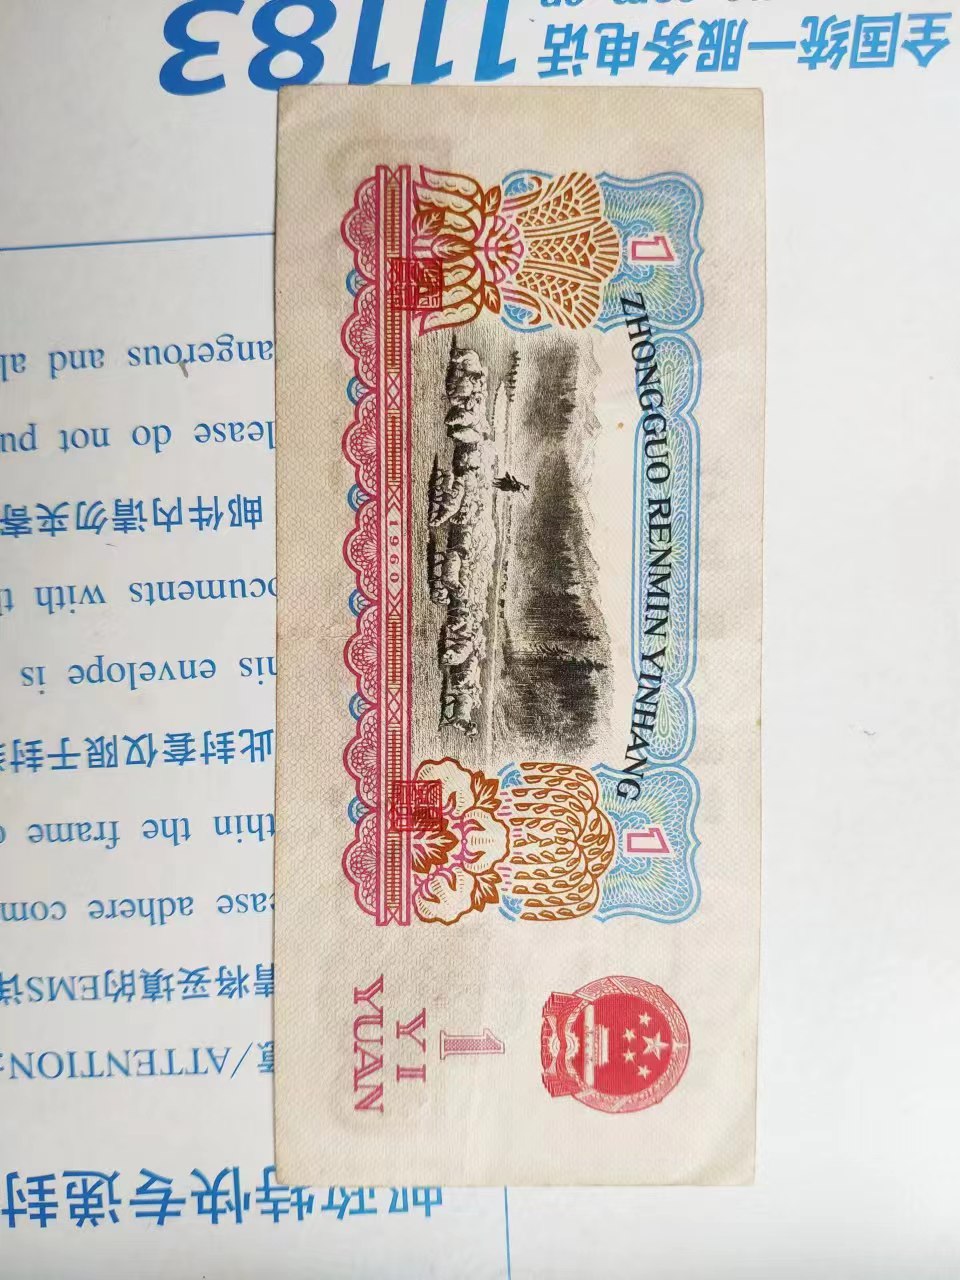 全国统一服务电话 11183
angerous and al
lease do not pu
邮件内请勿夹寄
ocuments with t
his envelope is
此封套仅限于封
thin the frame
ease adhere com
请将妥填的EMS详
/ATTENTION:
邮政特快专递封
ZHONGGUO RENMIN YINHANG
1
1
1960
YI
YUAN
1